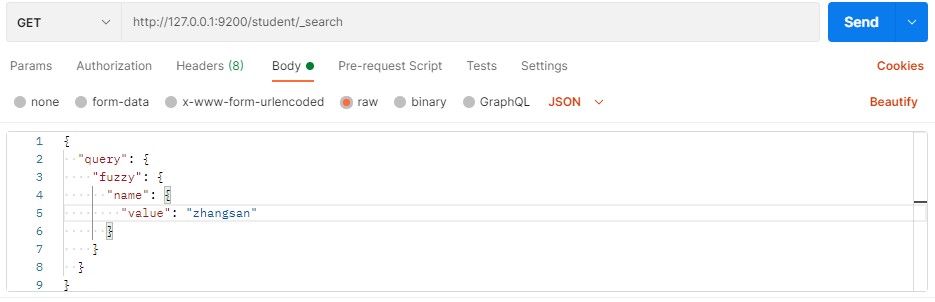 GET http://127.0.0.1:9200/student/_search Send
Params Authorization Headers (8) Body Pre-request Script Tests Settings Cookies
none form-data x-www-form-urlencoded raw binary GraphQL JSON Beautify
1 {
2 "query": {
3 "fuzzy": {
4 "name": {
5 "value": "zhangsan"
6 }
7 }
8 }
9 }